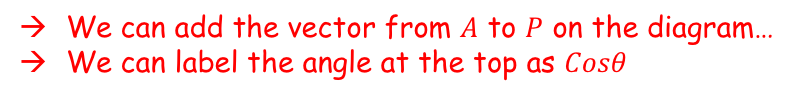 → We can add the vector from A to P on the diagram…
→ We can label the angle at the top as Cosθ